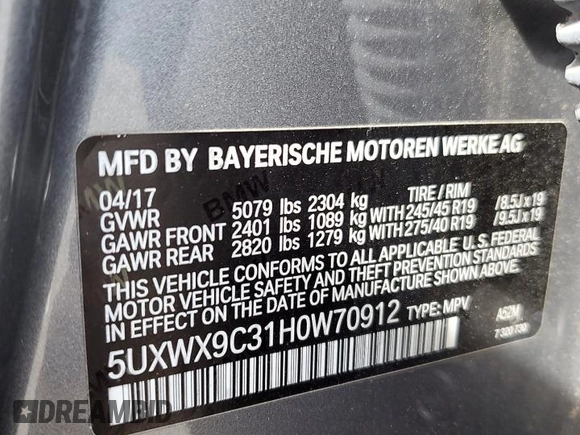 MFD BY BAYERISCHE MOTOREN WERKE AG
04/17 TIRE / RIM
GVWR 5079 lbs 2304 kg
GAWR FRONT 2401 lbs 1089 kg WITH 245/45 R19 /8.5J x 19
GAWR REAR 2820 lbs 1279 kg WITH 275/40 R19 /9.5J x 19
THIS VEHICLE CONFORMS TO ALL APPLICABLE U.S. FEDERAL
MOTOR VEHICLE SAFETY AND THEFT PREVENTION STANDARDS
IN EFFECT ON THE DATE OF MANUFACTURE SHOWN ABOVE.
5UXWX9C31H0W70912 TYPE: MPV A52M
7 320 730
BMW
DREAMBID